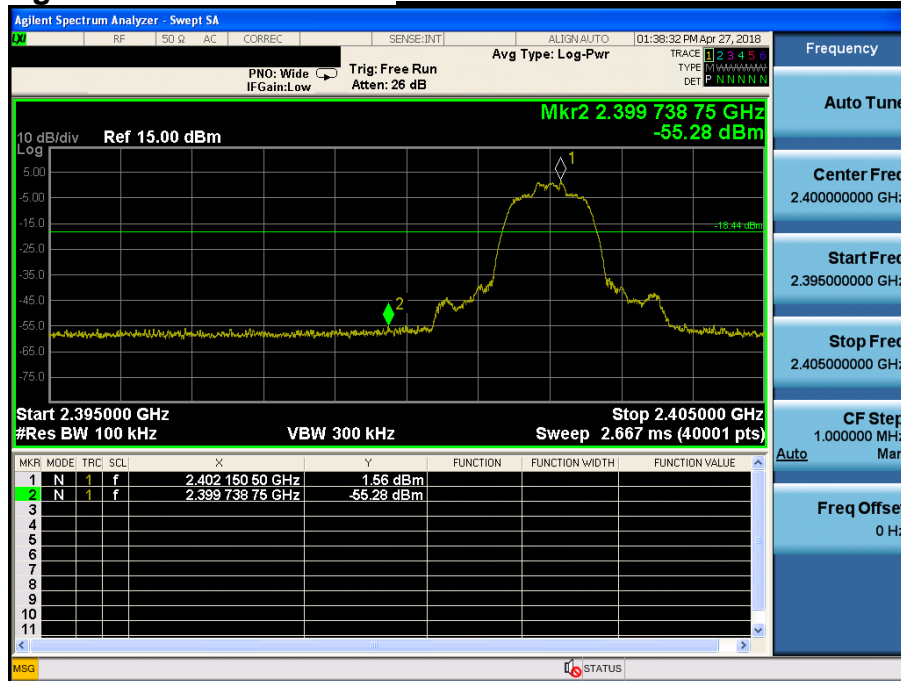 Agilent Spectrum Analyzer - Swept SA
LXI RF 50 Ω AC CORREC SENSE:INT ALIGN AUTO 01:38:32 PM Apr 27, 2018
PNO: Wide Trig: Free Run Avg Type: Log-Pwr TRACE 1 2 3 4 5 6
IFGain:Low Atten: 26 dB TYPE M WWWWW
DET P N N N N N
Mkr2 2.399 738 75 GHz
-55.28 dBm
10 dB/div Ref 15.00 dBm
Log
1
5.00
-5.00
-15.0
-18.44 dBm
-25.0
-35.0
-45.0
2
-55.0
-65.0
-75.0
Start 2.395000 GHz Stop 2.405000 GHz
#Res BW 100 kHz VBW 300 kHz Sweep 2.667 ms (40001 pts)
MKR MODE TRC SCL X Y FUNCTION FUNCTION WIDTH FUNCTION VALUE
1 N 1 f 2.402 150 50 GHz 1.56 dBm
2 N 1 f 2.399 738 75 GHz -55.28 dBm
3
4
5
6
7
8
9
10
11
MSG STATUS
Frequency
Auto Tune
Center Freq
2.400000000 GHz
Start Freq
2.395000000 GHz
Stop Freq
2.405000000 GHz
CF Step
1.000000 MHz
Auto Man
Freq Offset
0 Hz